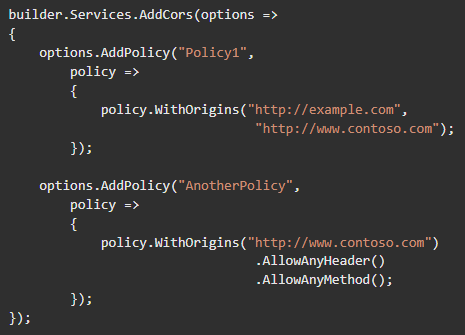 builder.Services.AddCors(options =>
{
    options.AddPolicy("Policy1",
        policy =>
        {
            policy.WithOrigins("http://example.com",
                                "http://www.contoso.com");
        });

    options.AddPolicy("AnotherPolicy",
        policy =>
        {
            policy.WithOrigins("http://www.contoso.com")
                                .AllowAnyHeader()
                                .AllowAnyMethod();
        });
});